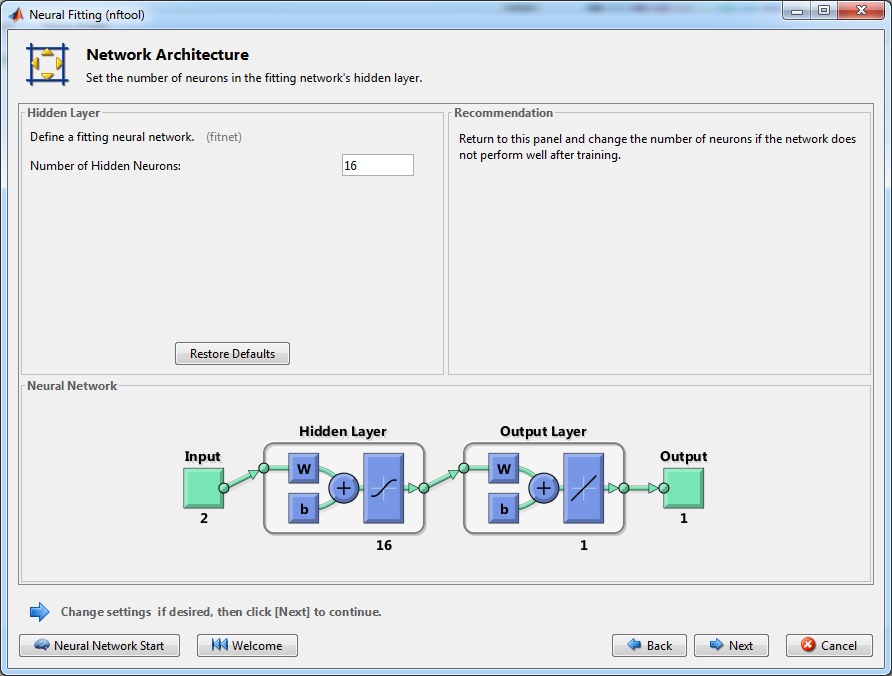 Neural Fitting (nftool)
Network Architecture
Set the number of neurons in the fitting network's hidden layer.
Hidden Layer
Define a fitting neural network. (fitnet)
Number of Hidden Neurons: 16
Restore Defaults
Recommendation
Return to this panel and change the number of neurons if the network does
not perform well after training.
Neural Network
Hidden Layer Output Layer
Input Output
W W
b b
2 1
16 1
Change settings if desired, then click [Next] to continue.
Neural Network Start Welcome Back Next Cancel